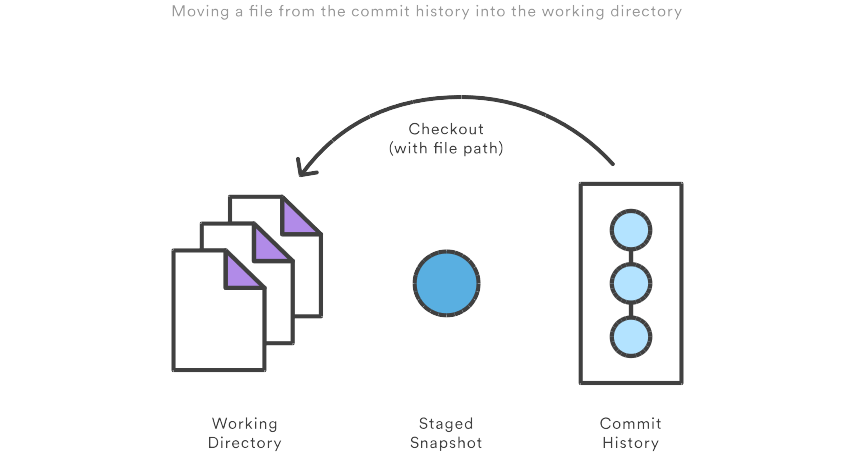 Moving a file from the commit history into the working directory
Checkout
(with file path)
Working
Directory
Staged
Snapshot
Commit
History